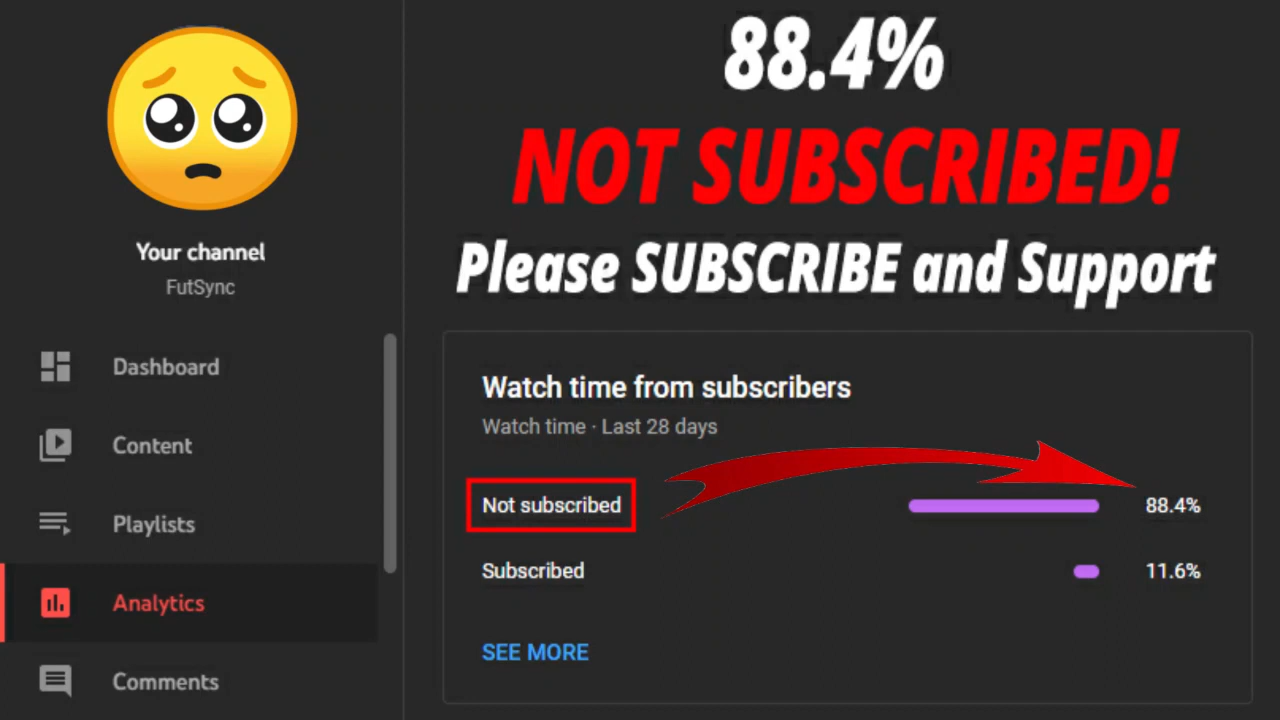 88.4%
NOT SUBSCRIBED!
Please SUBSCRIBE and Support
Your channel
FutSync
Dashboard
Content
Playlists
Analytics
Comments
Watch time from subscribers
Watch time · Last 28 days
Not subscribed 88.4%
Subscribed 11.6%
SEE MORE